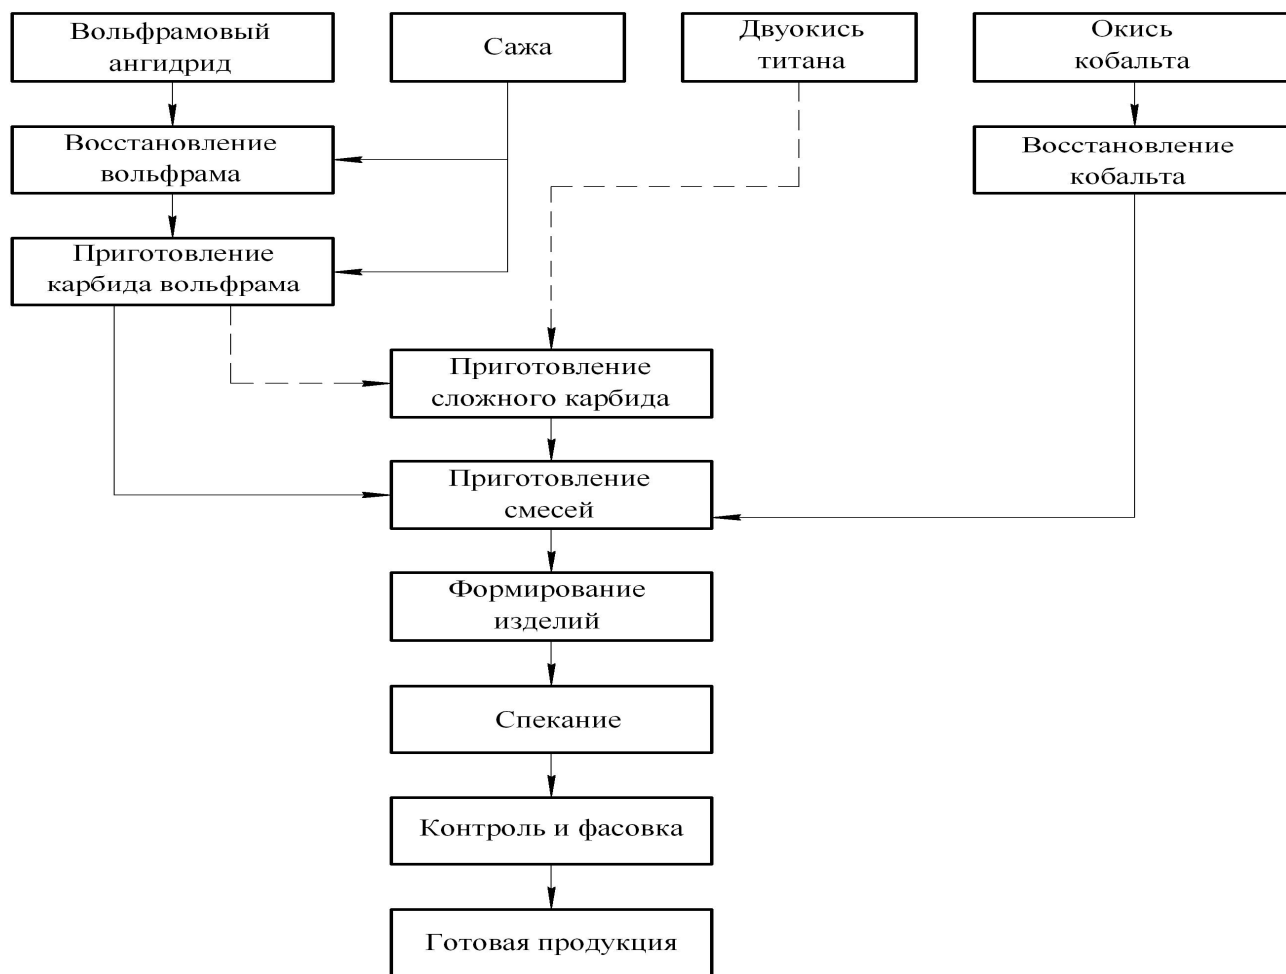 Вольфрамовый
ангидрид
Сажа
Двуокись
титана
Окись
кобальта
Восстановление
вольфрама
Восстановление
кобальта
Приготовление
карбида вольфрама
Приготовление
сложного карбида
Приготовление
смесей
Формирование
изделий
Спекание
Контроль и фасовка
Готовая продукция